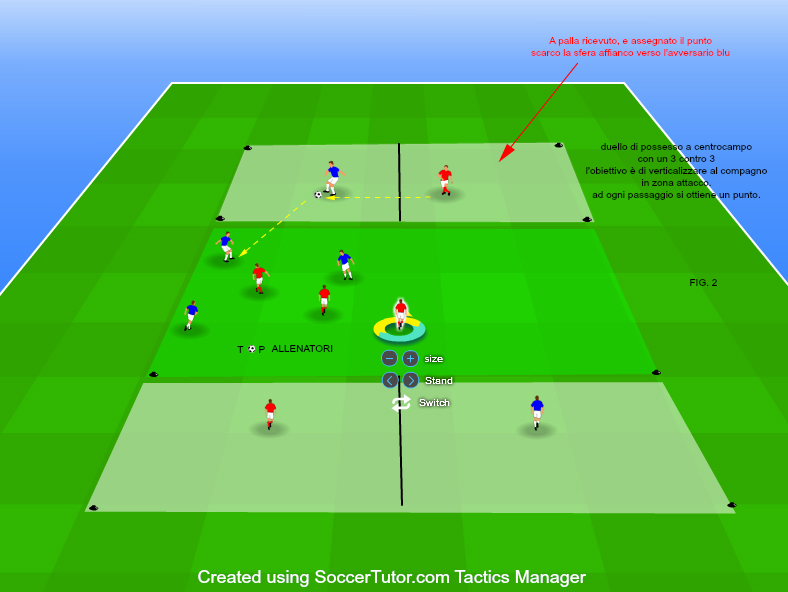 A palla ricevuto, e assegnato il punto
scarco la sfera affianco verso l'avversario blu
duello di possesso a centrocampo
con un 3 contro 3
l'obiettivo è di verticalizzare al compagno
in zona attacco.
ad ogni passaggio si ottiene un punto.
FIG. 2
T P ALLENATORI
size
Stand
Switch
Created using SoccerTutor.com Tactics Manager